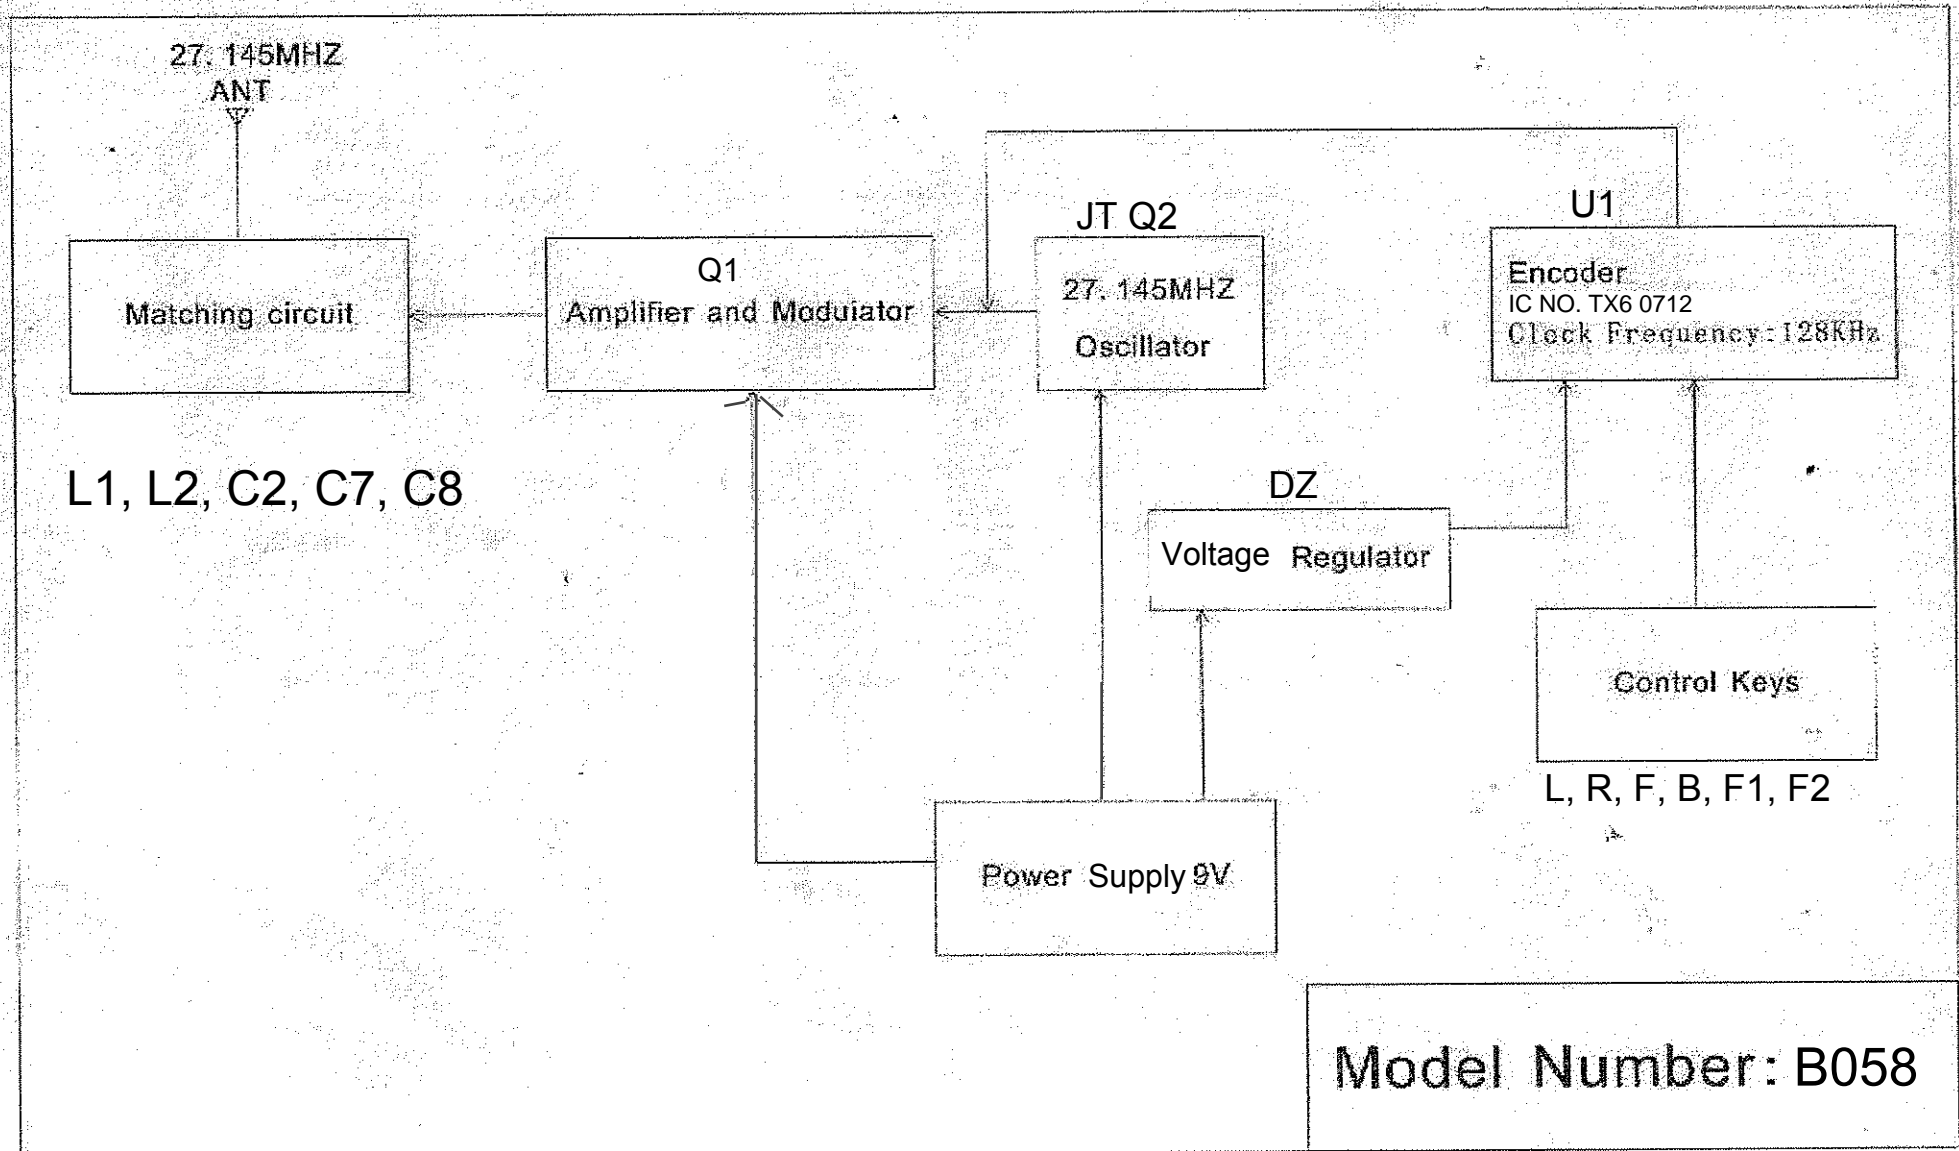 27. 145MHZ
ANT
JT Q2
U1
Q1
Matching circuit
Amplifier and Moduiator
27. 145MHZ
Oscillator
Encoder
IC NO. TX6 0712
Clock Frequency:128KHz
L1, L2, C2, C7, C8
DZ
Voltage Regulator
Control Keys
L, R, F, B, F1, F2
Power Supply 9V
Model Number: B058